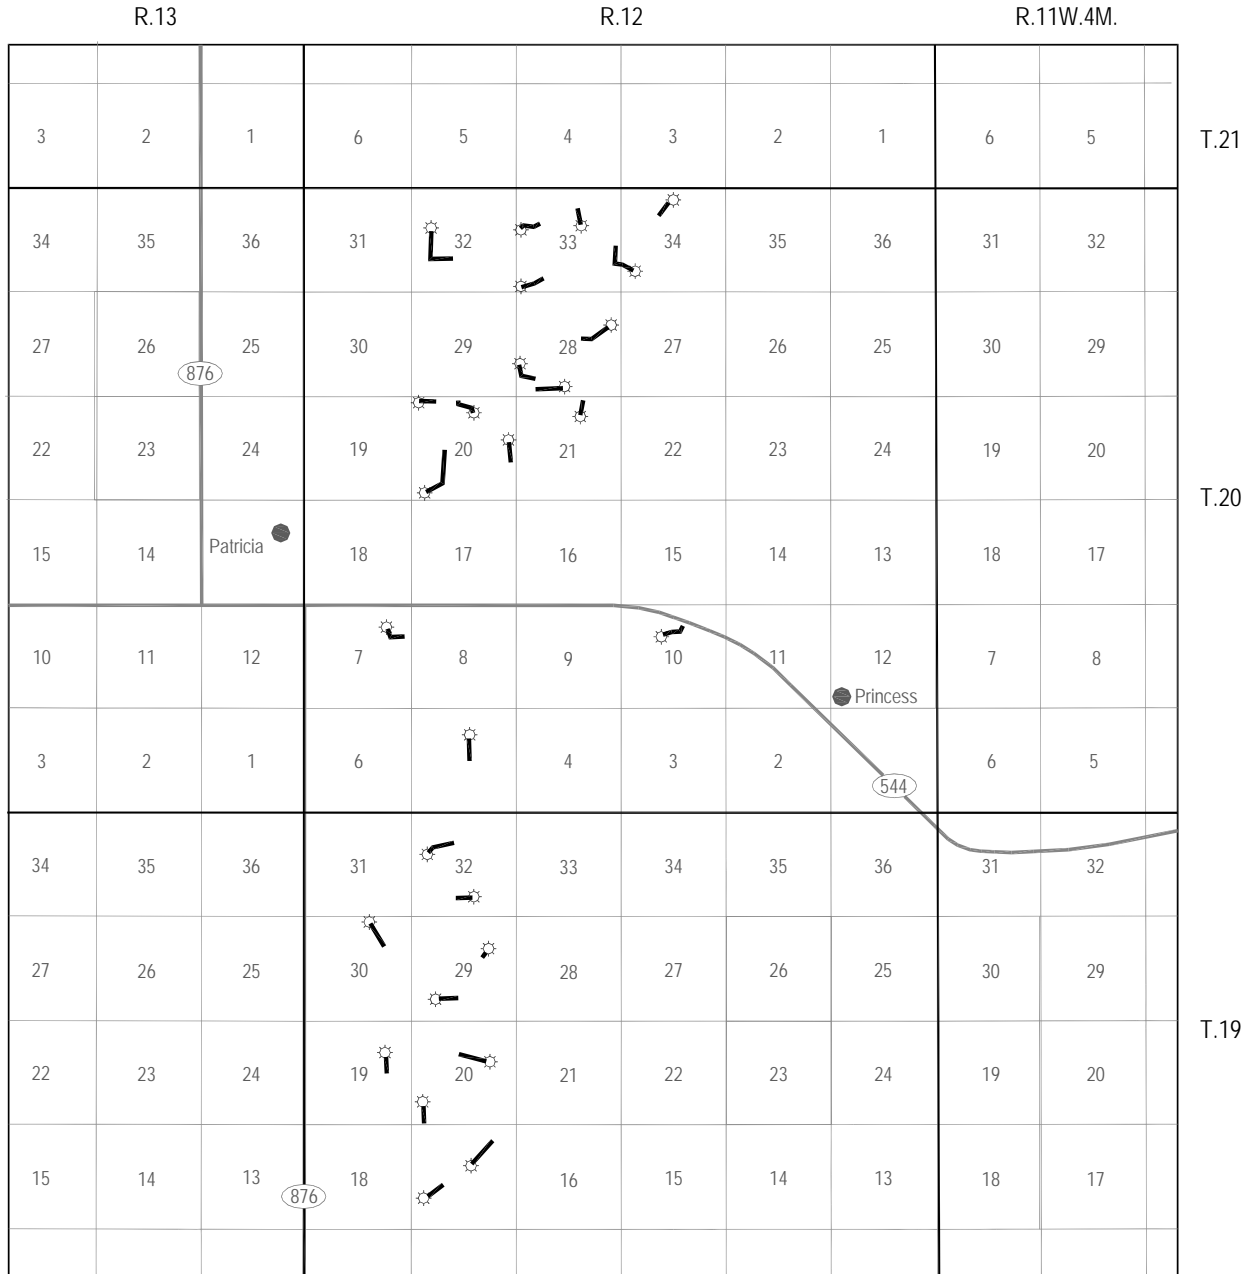 R.13 R.12 R.11W.4M.
3 2 1 6 5 4 3 2 1 6 5 T.21
34 35 36 31 32 33 34 35 36 31 32
27 26 25 30 29 28 27 26 25 30 29
876
22 23 24 19 20 21 22 23 24 19 20
T.20
15 14 Patricia 18 17 16 15 14 13 18 17
10 11 12 7 8 9 10 11 12 7 8
Princess
3 2 1 6 4 3 2 6 5
544
34 35 36 31 32 33 34 35 36 31 32
27 26 25 30 29 28 27 26 25 30 29
T.19
22 23 24 19 20 21 22 23 24 19 20
15 14 13 18 16 15 14 13 18 17
876